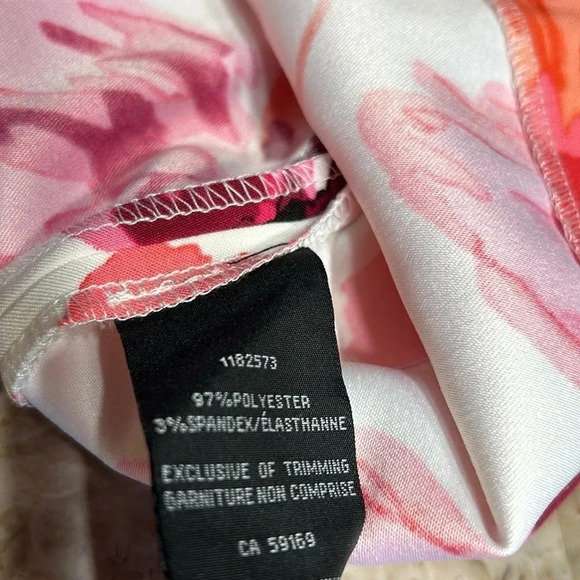 1182573
97%POLYESTER
3%SPANDEX/ÉLASTHANNE
EXCLUSIVE OF TRIMMING
GARNITURE NON COMPRISE
CA 59169